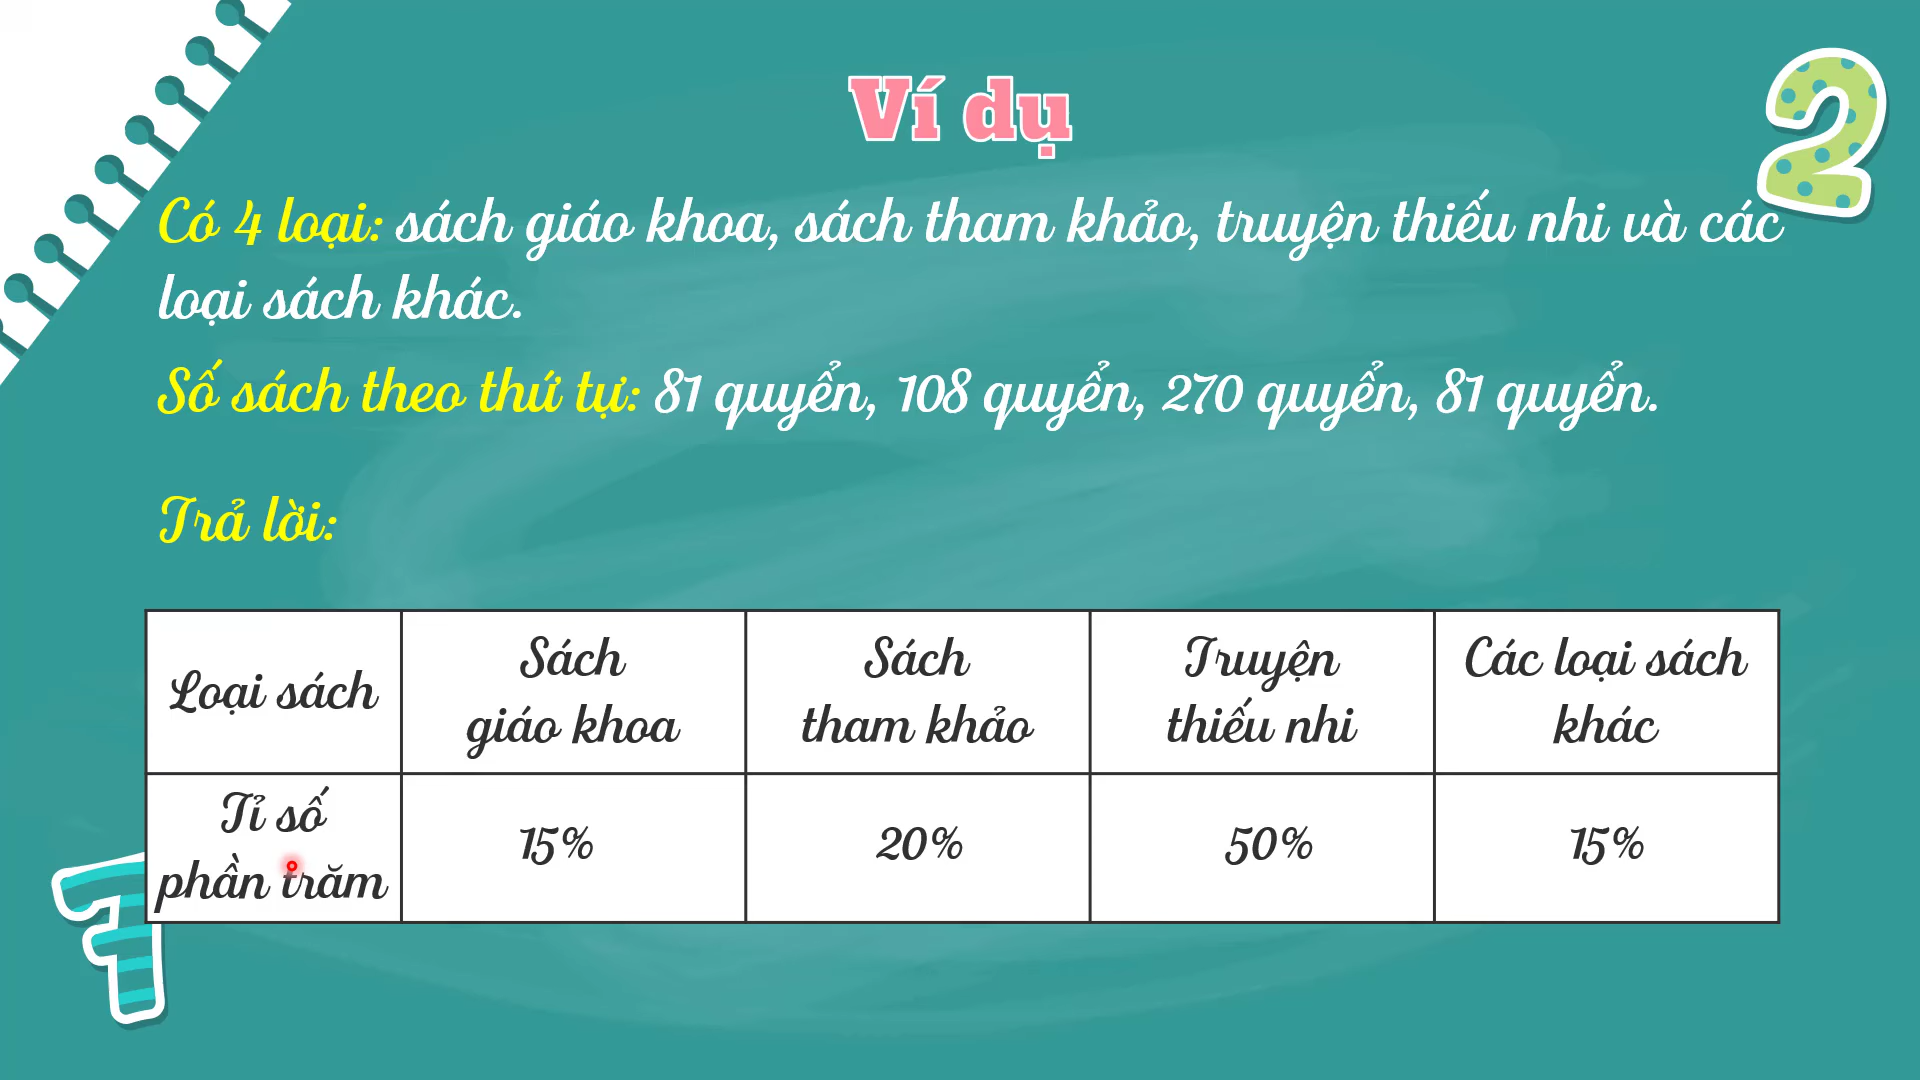 Ví dụ
2
Có 4 loại: sách giáo khoa, sách tham khảo, truyện thiếu nhi và các
loại sách khác.
Số sách theo thứ tự: 81 quyển, 108 quyển, 270 quyển, 81 quyển.
Trả lời:
Loại sách
Sách
giáo khoa
Sách
tham khảo
Truyện
thiếu nhi
Các loại sách
khác
Tỉ số
phần trăm
15%
20%
50%
15%